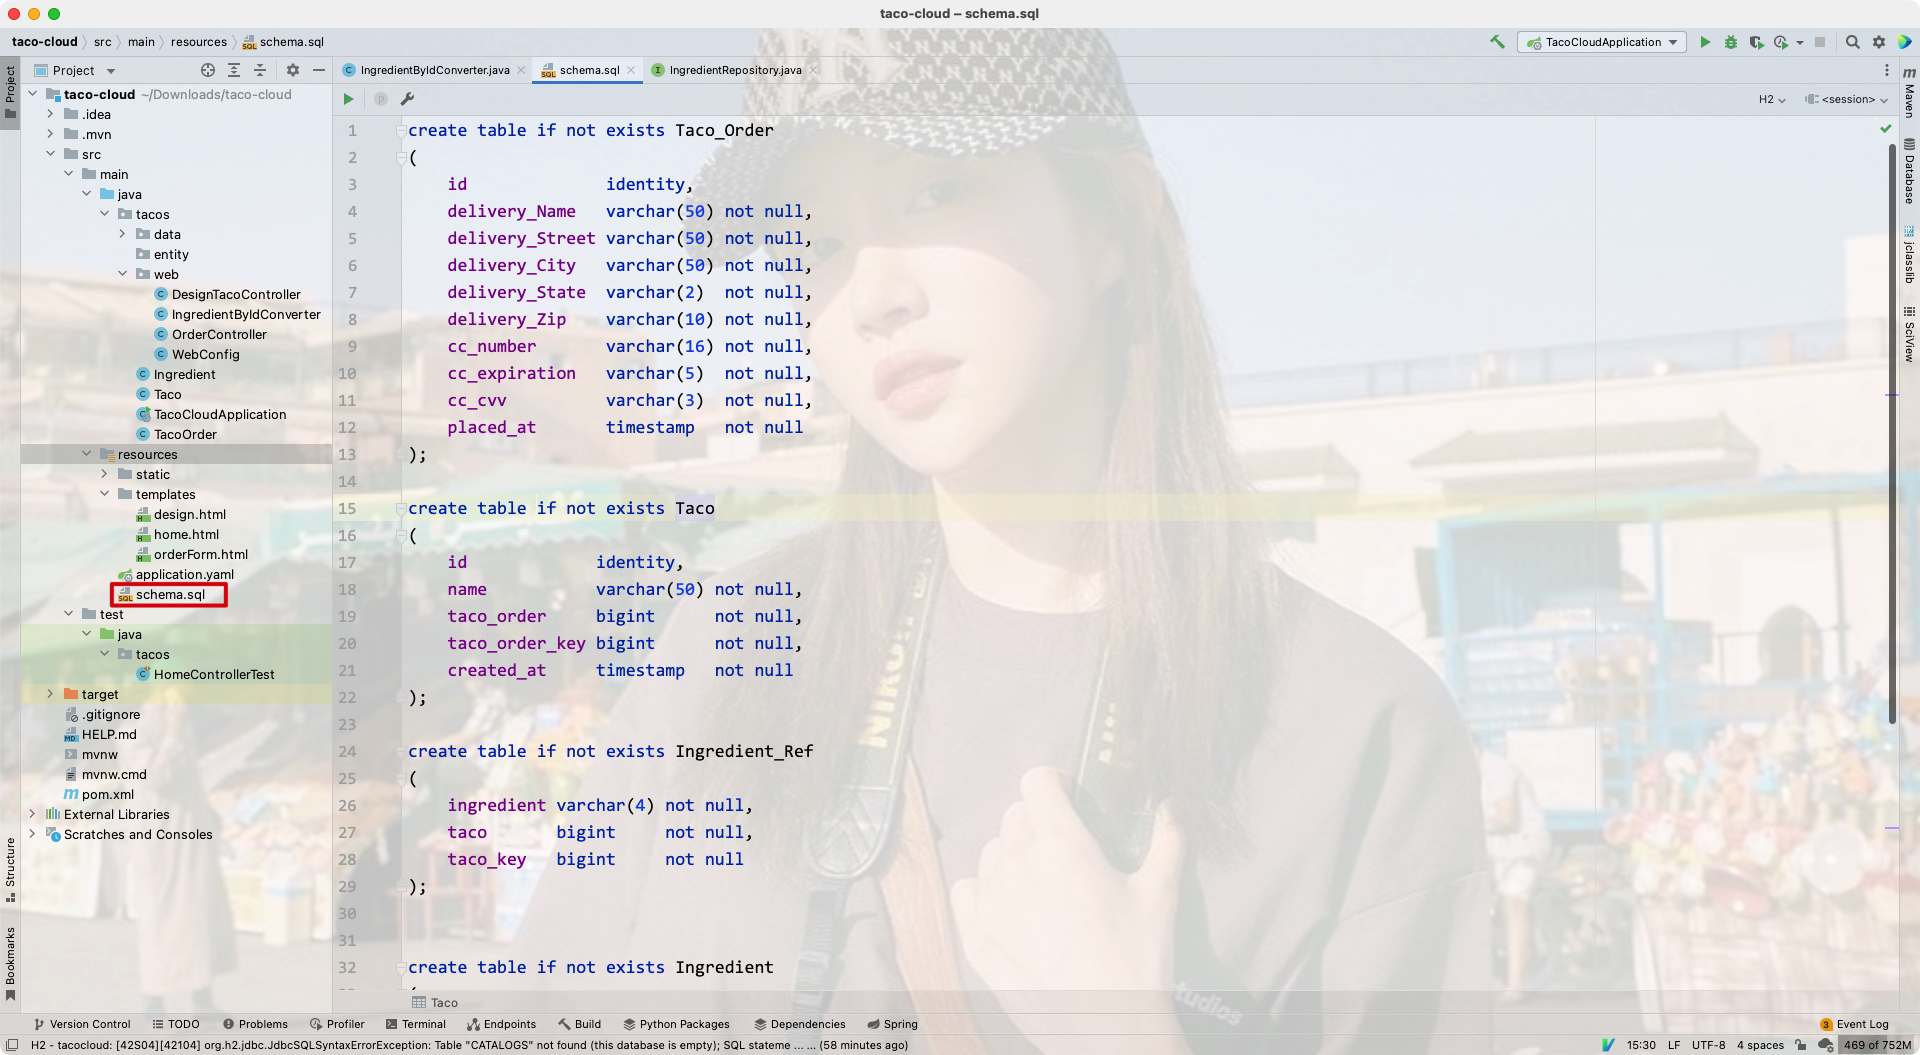 taco-cloud – schema.sql
taco-cloud src main resources schema.sql
TacoCloudApplication
Project
IngredientByIdConverter.java
schema.sql
IngredientRepository.java
H2
<session>
Project
Structure
Bookmarks
taco-cloud ~/Downloads/taco-cloud
.idea
.mvn
src
main
java
tacos
data
entity
web
DesignTacoController
IngredientByIdConverter
OrderController
WebConfig
Ingredient
Taco
TacoCloudApplication
TacoOrder
resources
static
templates
design.html
home.html
orderForm.html
application.yaml
schema.sql
test
java
tacos
HomeControllerTest
target
.gitignore
HELP.md
mvnw
mvnw.cmd
pom.xml
External Libraries
Scratches and Consoles
1 create table if not exists Taco_Order
2 (
3 id identity,
4 delivery_Name varchar(50) not null,
5 delivery_Street varchar(50) not null,
6 delivery_City varchar(50) not null,
7 delivery_State varchar(2) not null,
8 delivery_Zip varchar(10) not null,
9 cc_number varchar(16) not null,
10 cc_expiration varchar(5) not null,
11 cc_cvv varchar(3) not null,
12 placed_at timestamp not null
13 );
14
15 create table if not exists Taco
16 (
17 id identity,
18 name varchar(50) not null,
19 taco_order bigint not null,
20 taco_order_key bigint not null,
21 created_at timestamp not null
22 );
23
24 create table if not exists Ingredient_Ref
25 (
26 ingredient varchar(4) not null,
27 taco bigint not null,
28 taco_key bigint not null
29 );
30
31
32 create table if not exists Ingredient
Taco
Maven
Database
jclasslib
SciView
Version Control TODO Problems Profiler Terminal Endpoints Build Python Packages Dependencies Spring
3 Event Log
H2 - tacocloud: [42S04][42104] org.h2.jdbc.JdbcSQLSyntaxErrorException: Table "CATALOGS" not found (this database is empty); SQL stateme ... ... (58 minutes ago)
15:30 LF UTF-8 4 spaces 469 of 752M